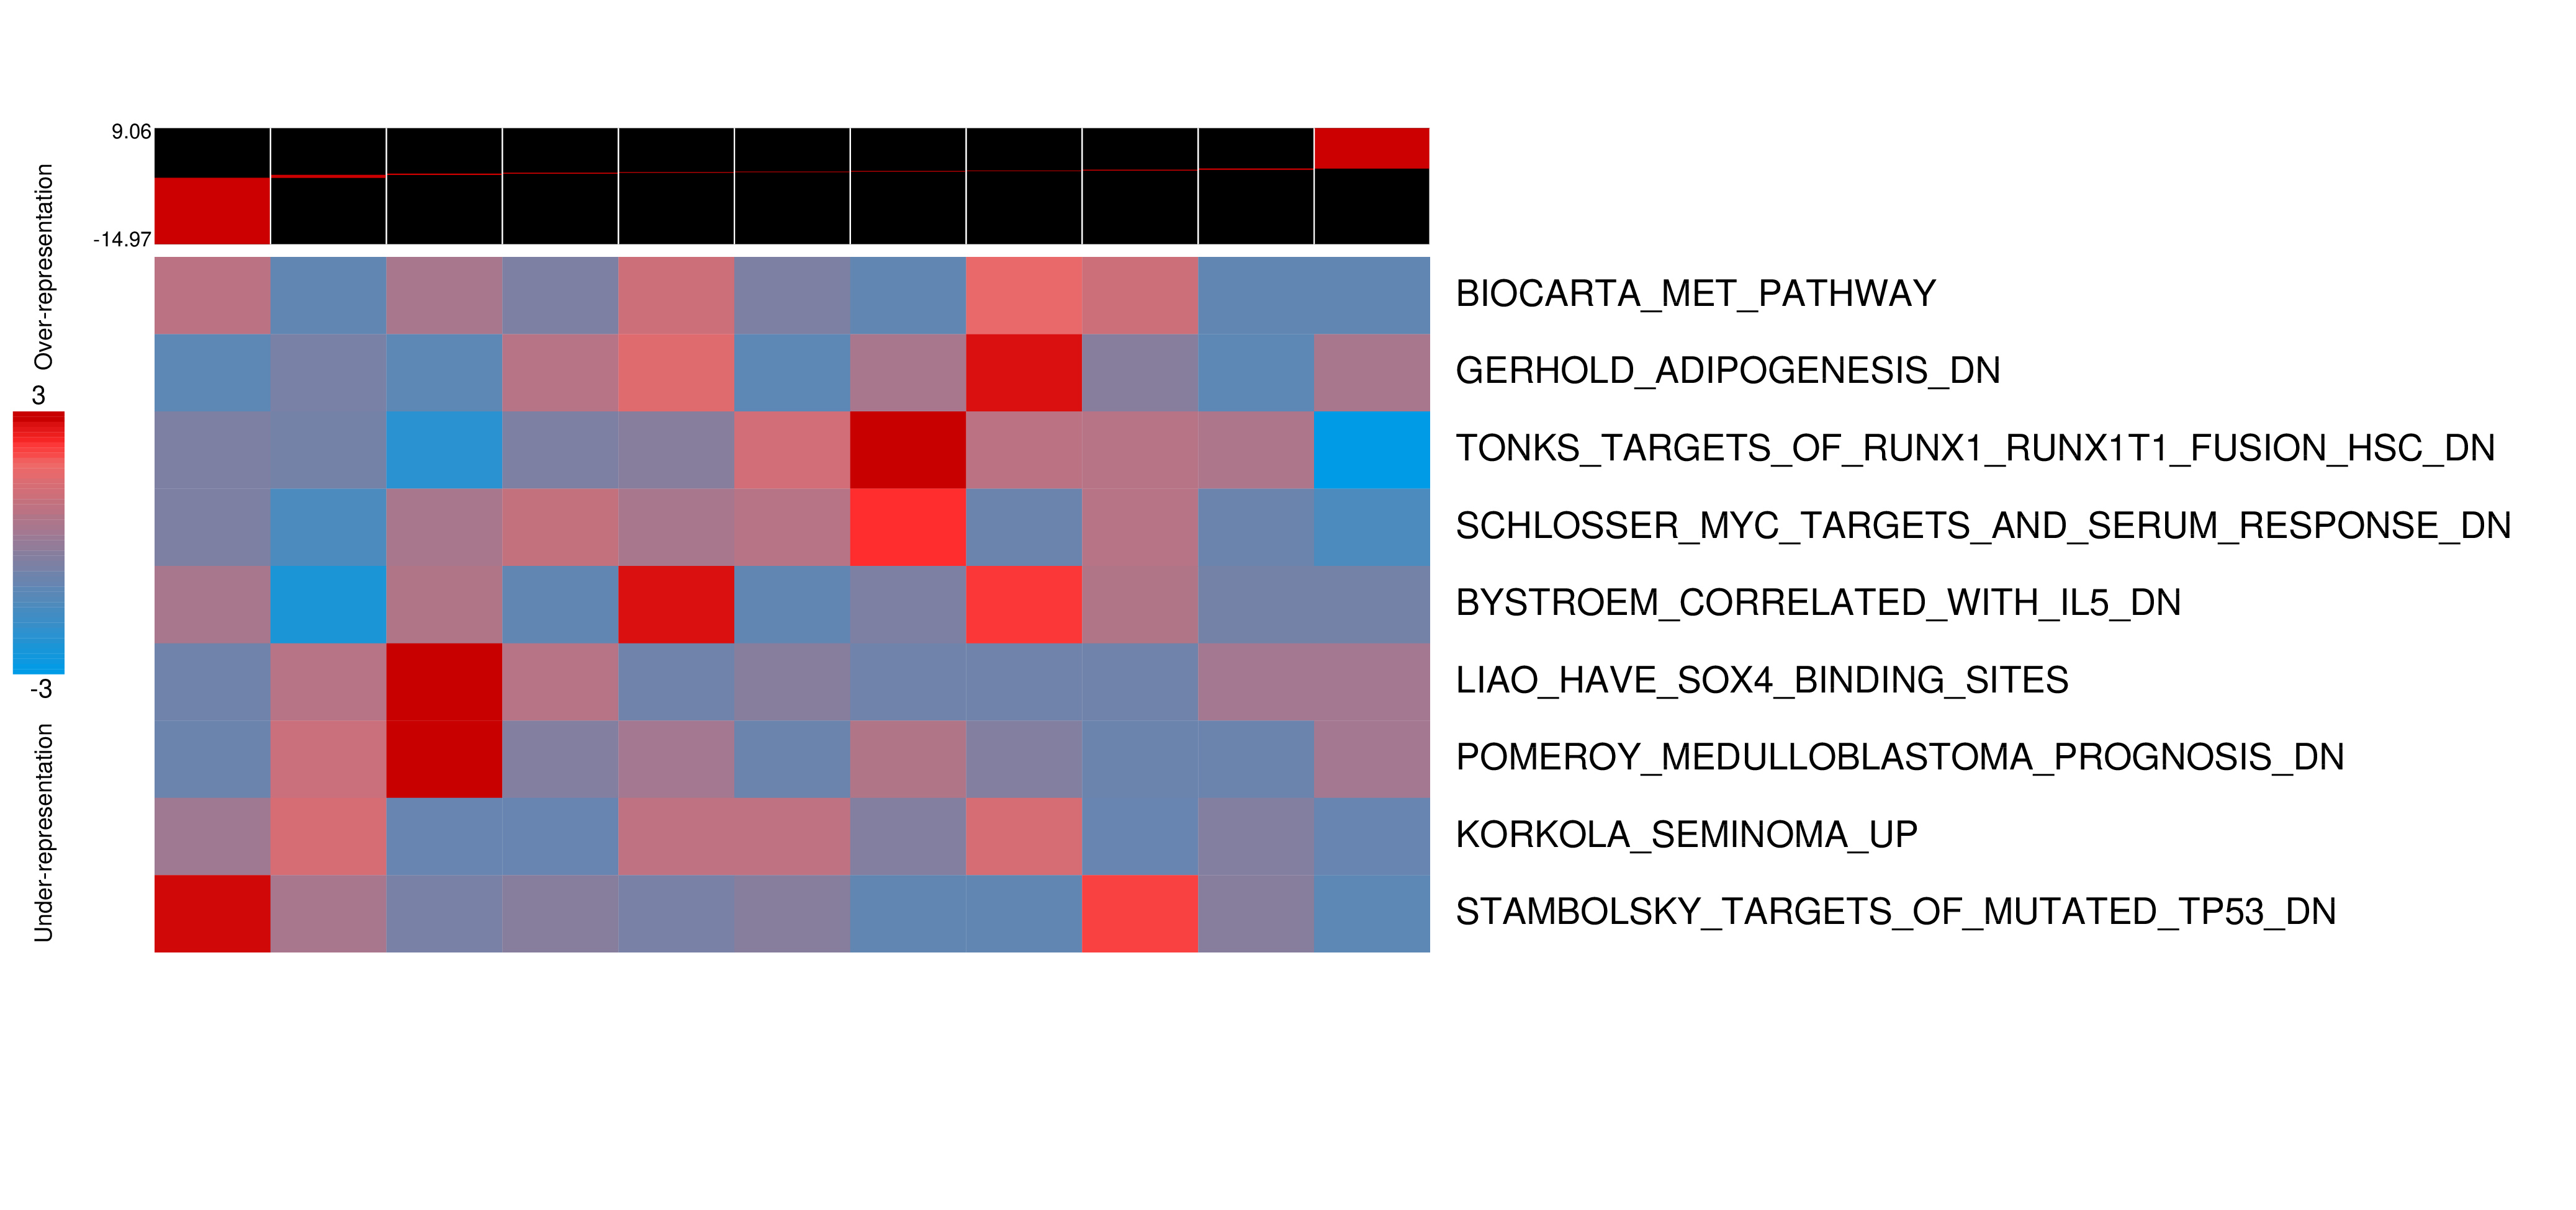 9.06
-14.97
Over-representation
3
-3
Under-representation
BIOCARTA_MET_PATHWAY
GERHOLD_ADIPOGENESIS_DN
TONKS_TARGETS_OF_RUNX1_RUNX1T1_FUSION_HSC_DN
SCHLOSSER_MYC_TARGETS_AND_SERUM_RESPONSE_DN
BYSTROEM_CORRELATED_WITH_IL5_DN
LIAO_HAVE_SOX4_BINDING_SITES
POMEROY_MEDULLOBLASTOMA_PROGNOSIS_DN
KORKOLA_SEMINOMA_UP
STAMBOLSKY_TARGETS_OF_MUTATED_TP53_DN